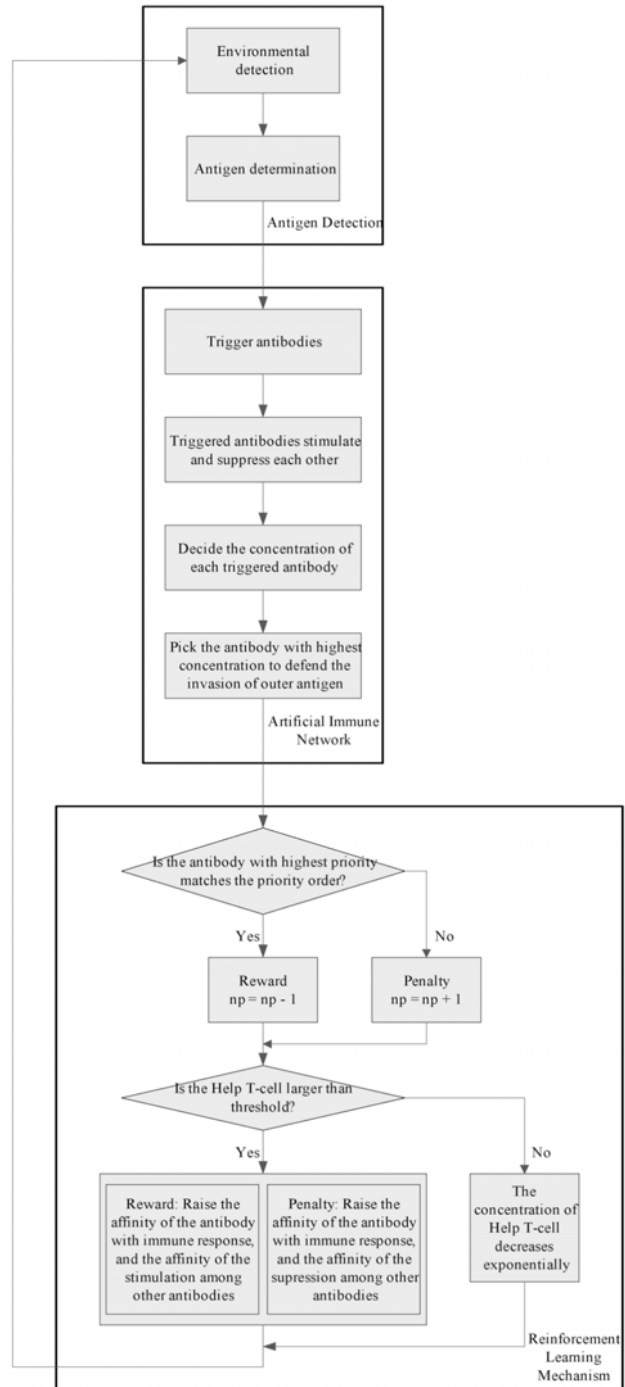 Environmental
detection
Antigen determination
Antigen Detection
Trigger antibodies
Triggered antibodies stimulate
and suppress each other
Decide the concentration of
each triggered antibody
Pick the antibody with highest
concentration to defend the
invasion of outer antigen
Artificial Immune
Network
Is the antibody with highest priority
matches the priority order?
Yes
No
Reward
np = np - 1
Penalty
np = np + 1
Is the Help T-cell larger than
threshold?
Yes
No
Reward: Raise the
affinity of the antibody
with immune response,
and the affinity of the
stimulation among
other antibodies
Penalty: Raise the
affinity of the antibody
with immune response,
and the affinity of the
supression among other
antibodies
The
concentration of
Help T-cell
decreases
exponentially
Reinforcement
Learning
Mechanism